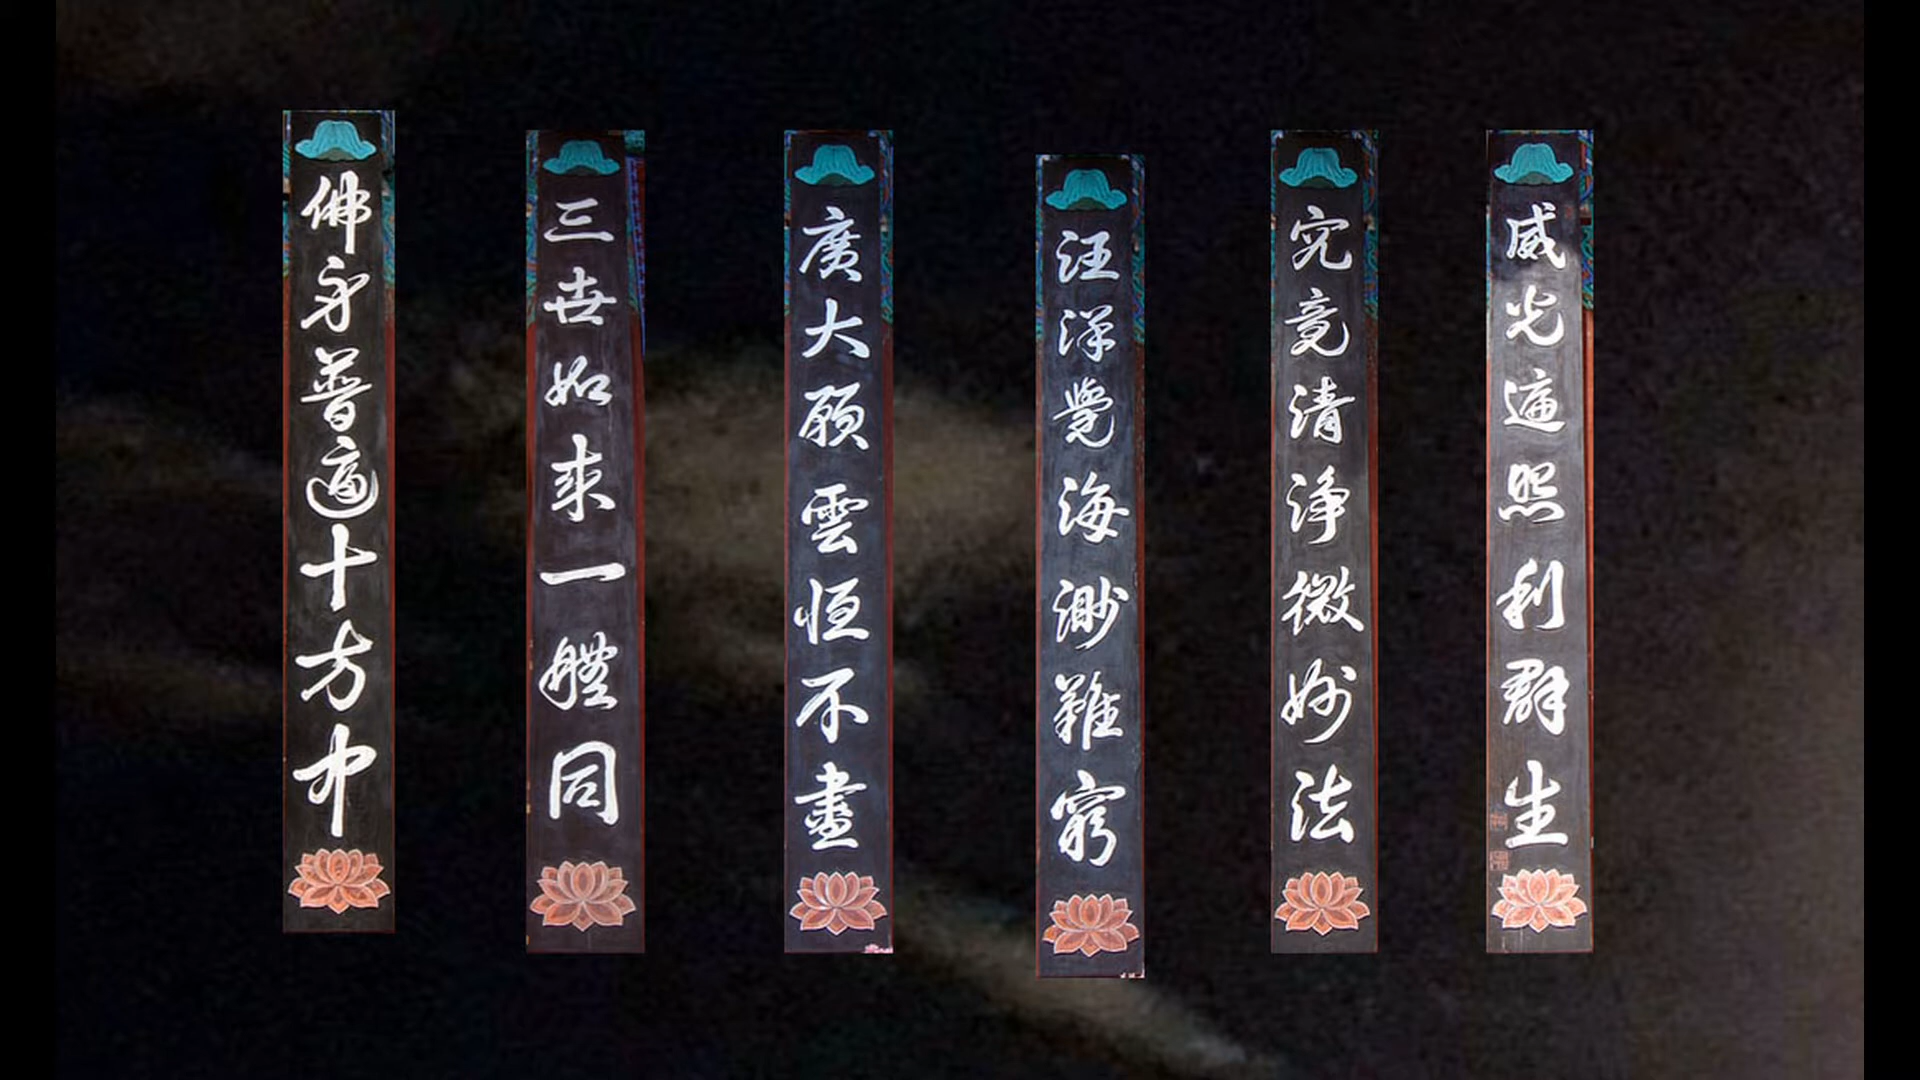 佛身普遍十方中
三世如來一軆同
廣大願雲恒不盡
汪洋覺海渺難窮
究竟清淨微妙法
威光遍照利群生